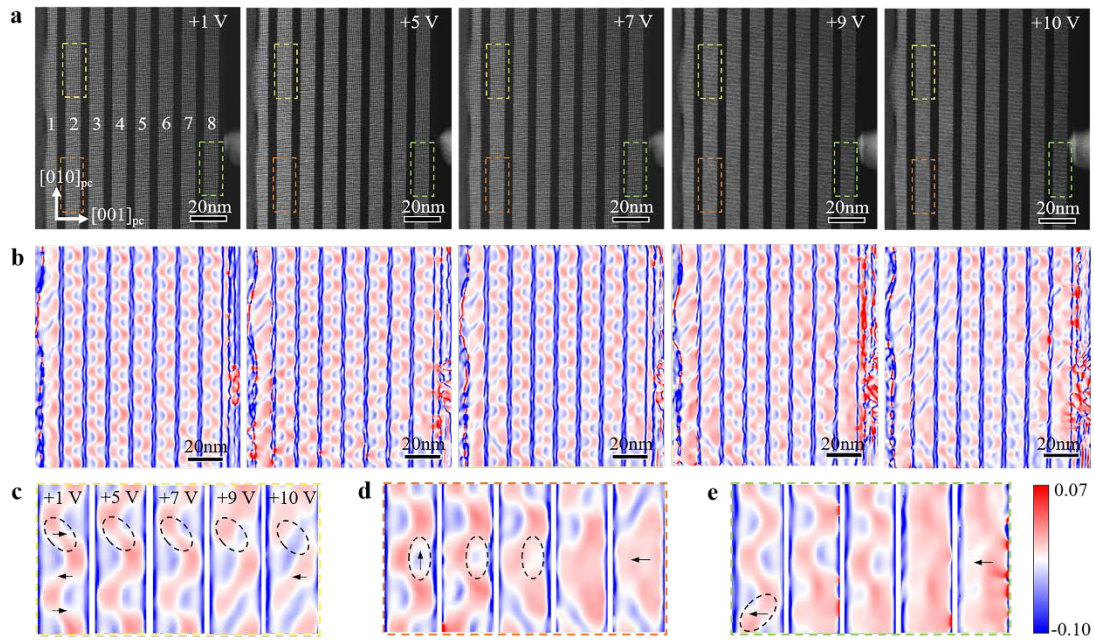 a
+1 V
+5 V
+7 V
+9 V
+10 V
1 2 3 4 5 6 7 8
[010]pc
[001]pc
20nm
20nm
20nm
20nm
20nm
b
20nm
20nm
20nm
20nm
20nm
c
+1 V +5 V +7 V +9 V +10 V
d
e
0.07
-0.10